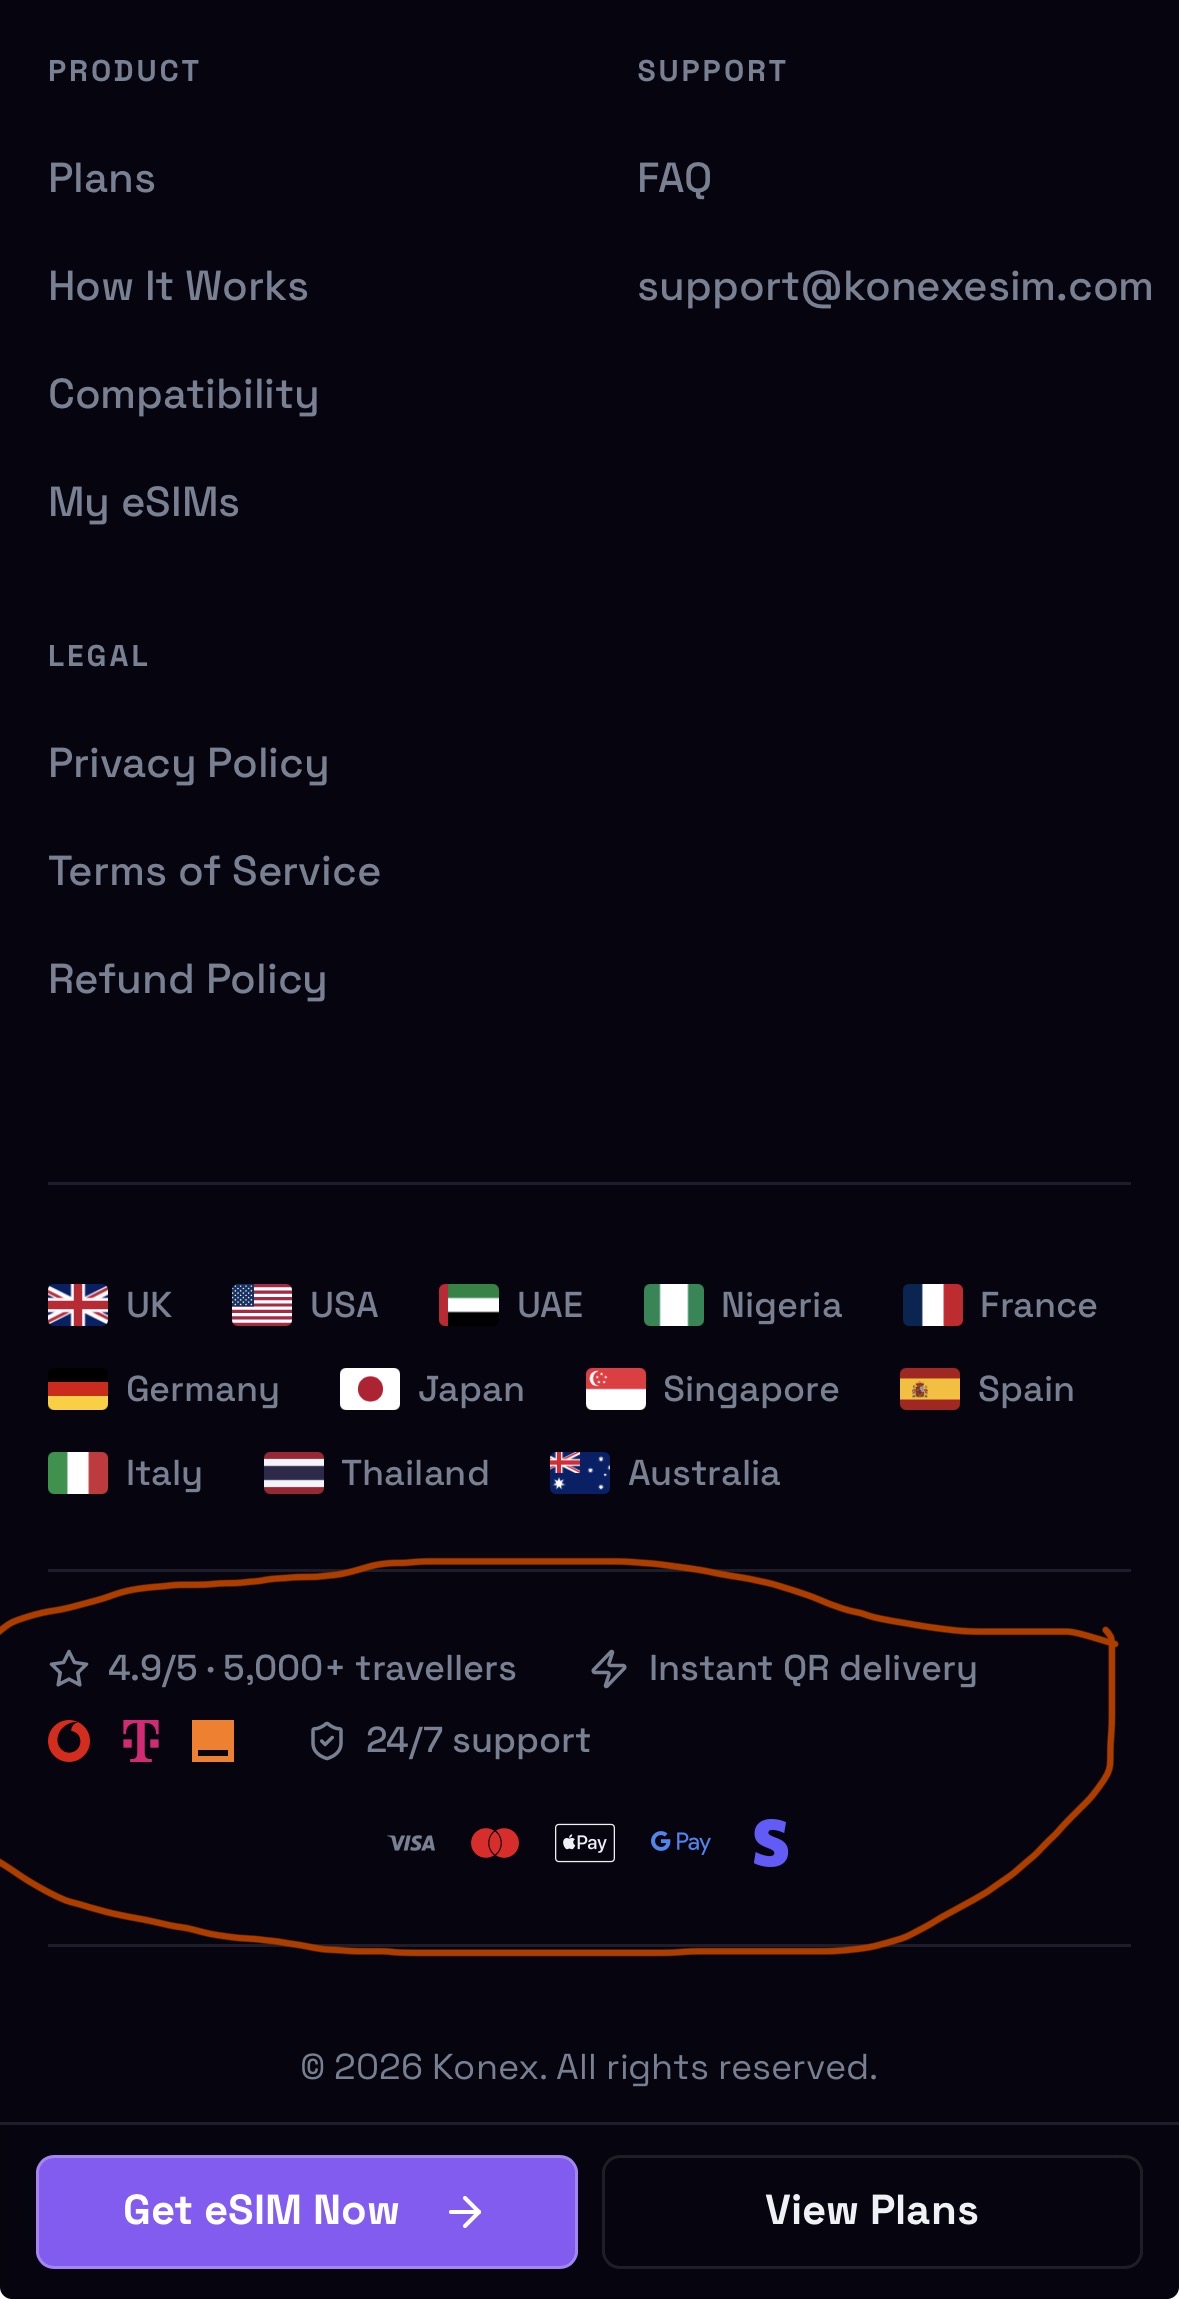 PRODUCT
Plans
How It Works
Compatibility
My eSIMs
SUPPORT
FAQ
support@konexesim.com
LEGAL
Privacy Policy
Terms of Service
Refund Policy
UK USA UAE Nigeria France
Germany Japan Singapore Spain
Italy Thailand Australia
4.9/5 · 5,000+ travellers Instant QR delivery
T 24/7 support
VISA Pay G Pay S
© 2026 Konex. All rights reserved.
Get eSIM Now → View Plans